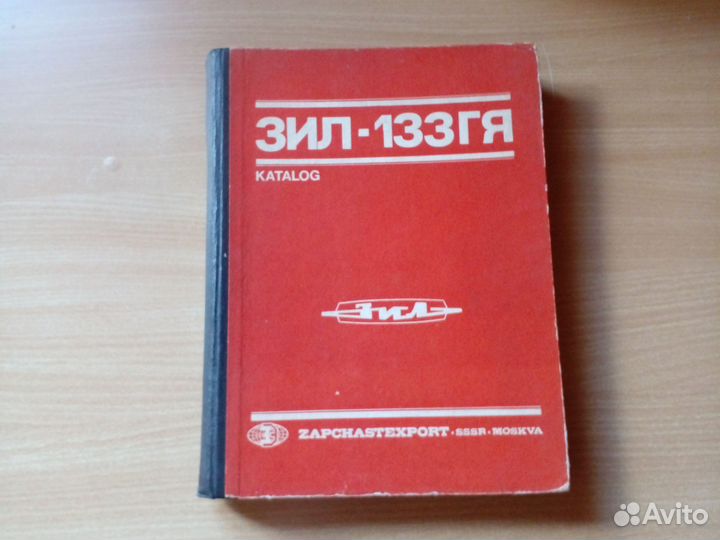 ЗИЛ-133ГЯ
KATALOG
ЗИЛ
ZAPCHASTEXPORT · SSSR · MOSKVA
Avito